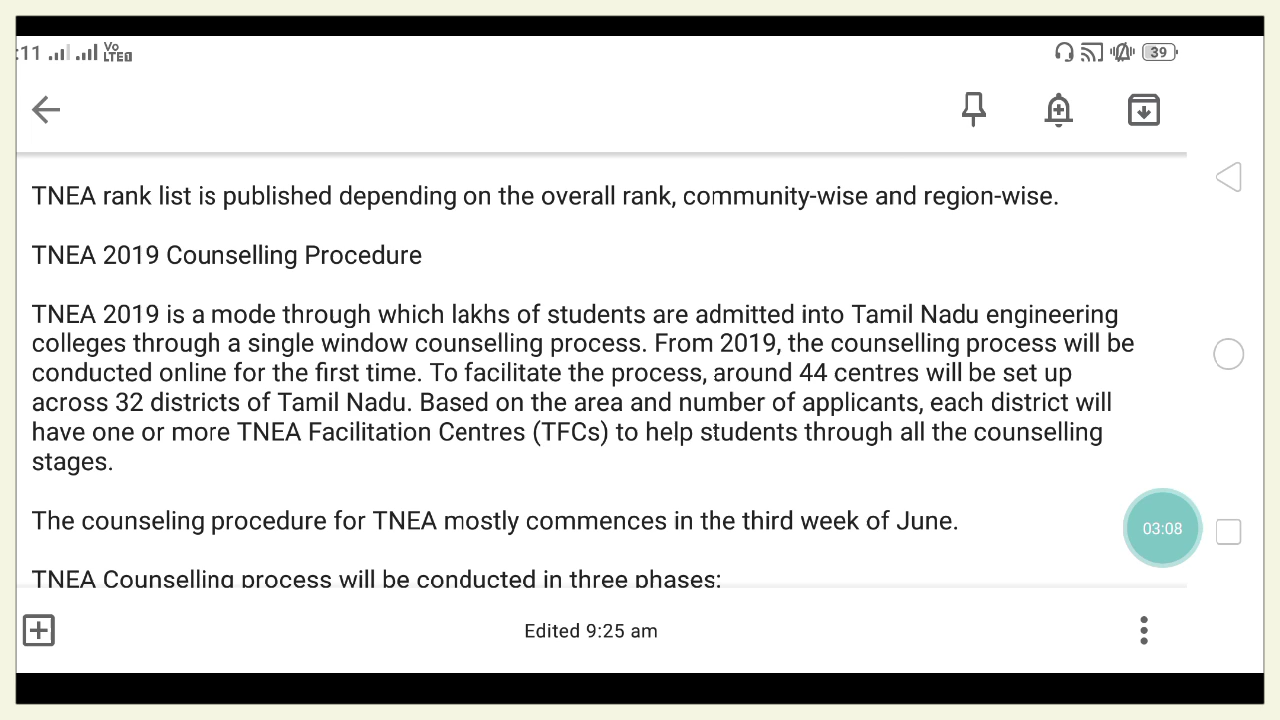 :11 Vo LTE 39
TNEA rank list is published depending on the overall rank, community-wise and region-wise.
TNEA 2019 Counselling Procedure
TNEA 2019 is a mode through which lakhs of students are admitted into Tamil Nadu engineering
colleges through a single window counselling process. From 2019, the counselling process will be
conducted online for the first time. To facilitate the process, around 44 centres will be set up
across 32 districts of Tamil Nadu. Based on the area and number of applicants, each district will
have one or more TNEA Facilitation Centres (TFCs) to help students through all the counselling
stages.
The counseling procedure for TNEA mostly commences in the third week of June.
03:08
TNEA Counselling process will be conducted in three phases:
Edited 9:25 am